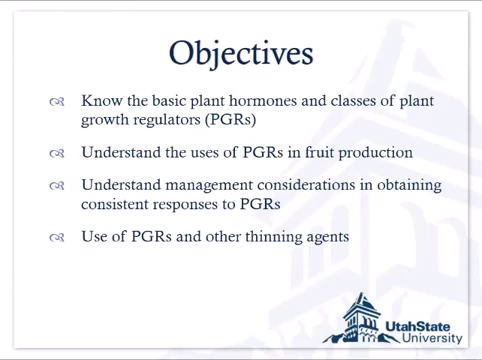 Objectives
Know the basic plant hormones and classes of plant
growth regulators (PGRs)
Understand the uses of PGRs in fruit production
Understand management considerations in obtaining
consistent responses to PGRs
Use of PGRs and other thinning agents
UtahState
University